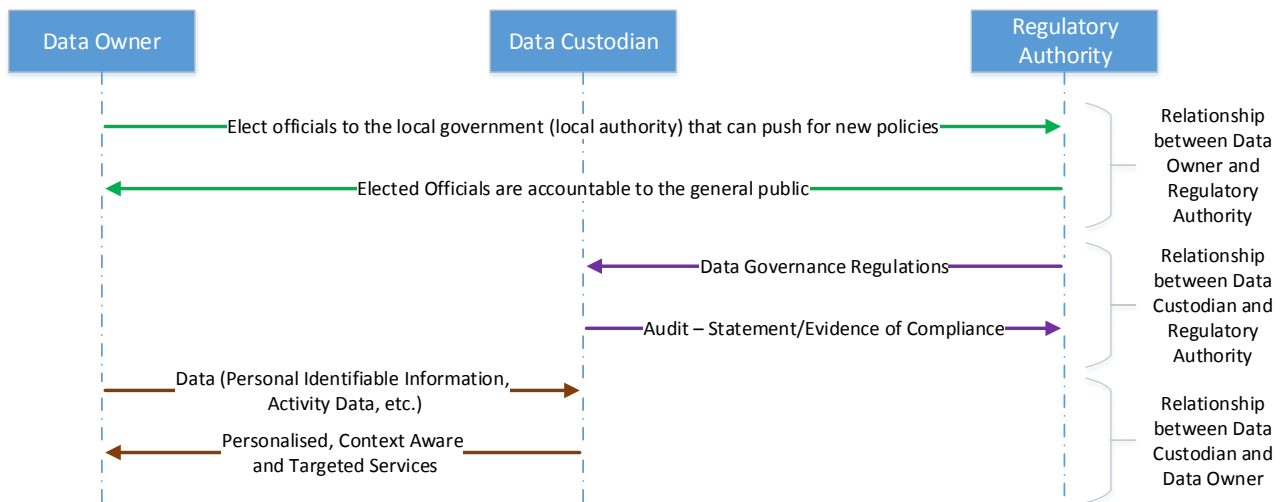 Data Owner
Data Custodian
Regulatory
Authority
Elect officials to the local government (local authority) that can push for new policies
Elected Officials are accountable to the general public
Relationship
between Data
Owner and
Regulatory
Authority
Data Governance Regulations
Audit – Statement/Evidence of Compliance
Relationship
between Data
Custodian and
Regulatory
Authority
Data (Personal Identifiable Information,
Activity Data, etc.)
Personalised, Context Aware
and Targeted Services
Relationship
between Data
Custodian and
Data Owner